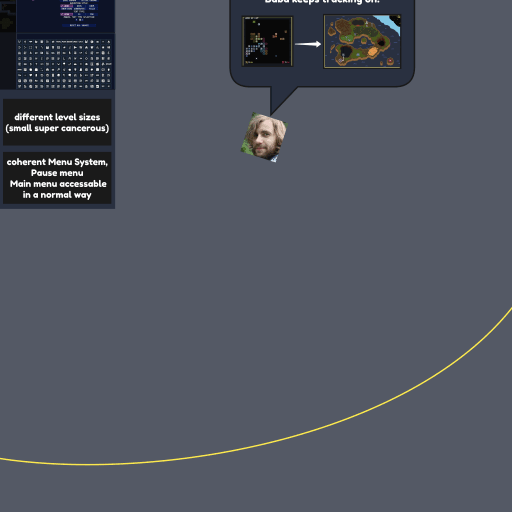 Baba keeps tracking on!
different level sizes
(small super cancerous)
coherent Menu System,
Pause menu
Main menu accessable
in a normal way